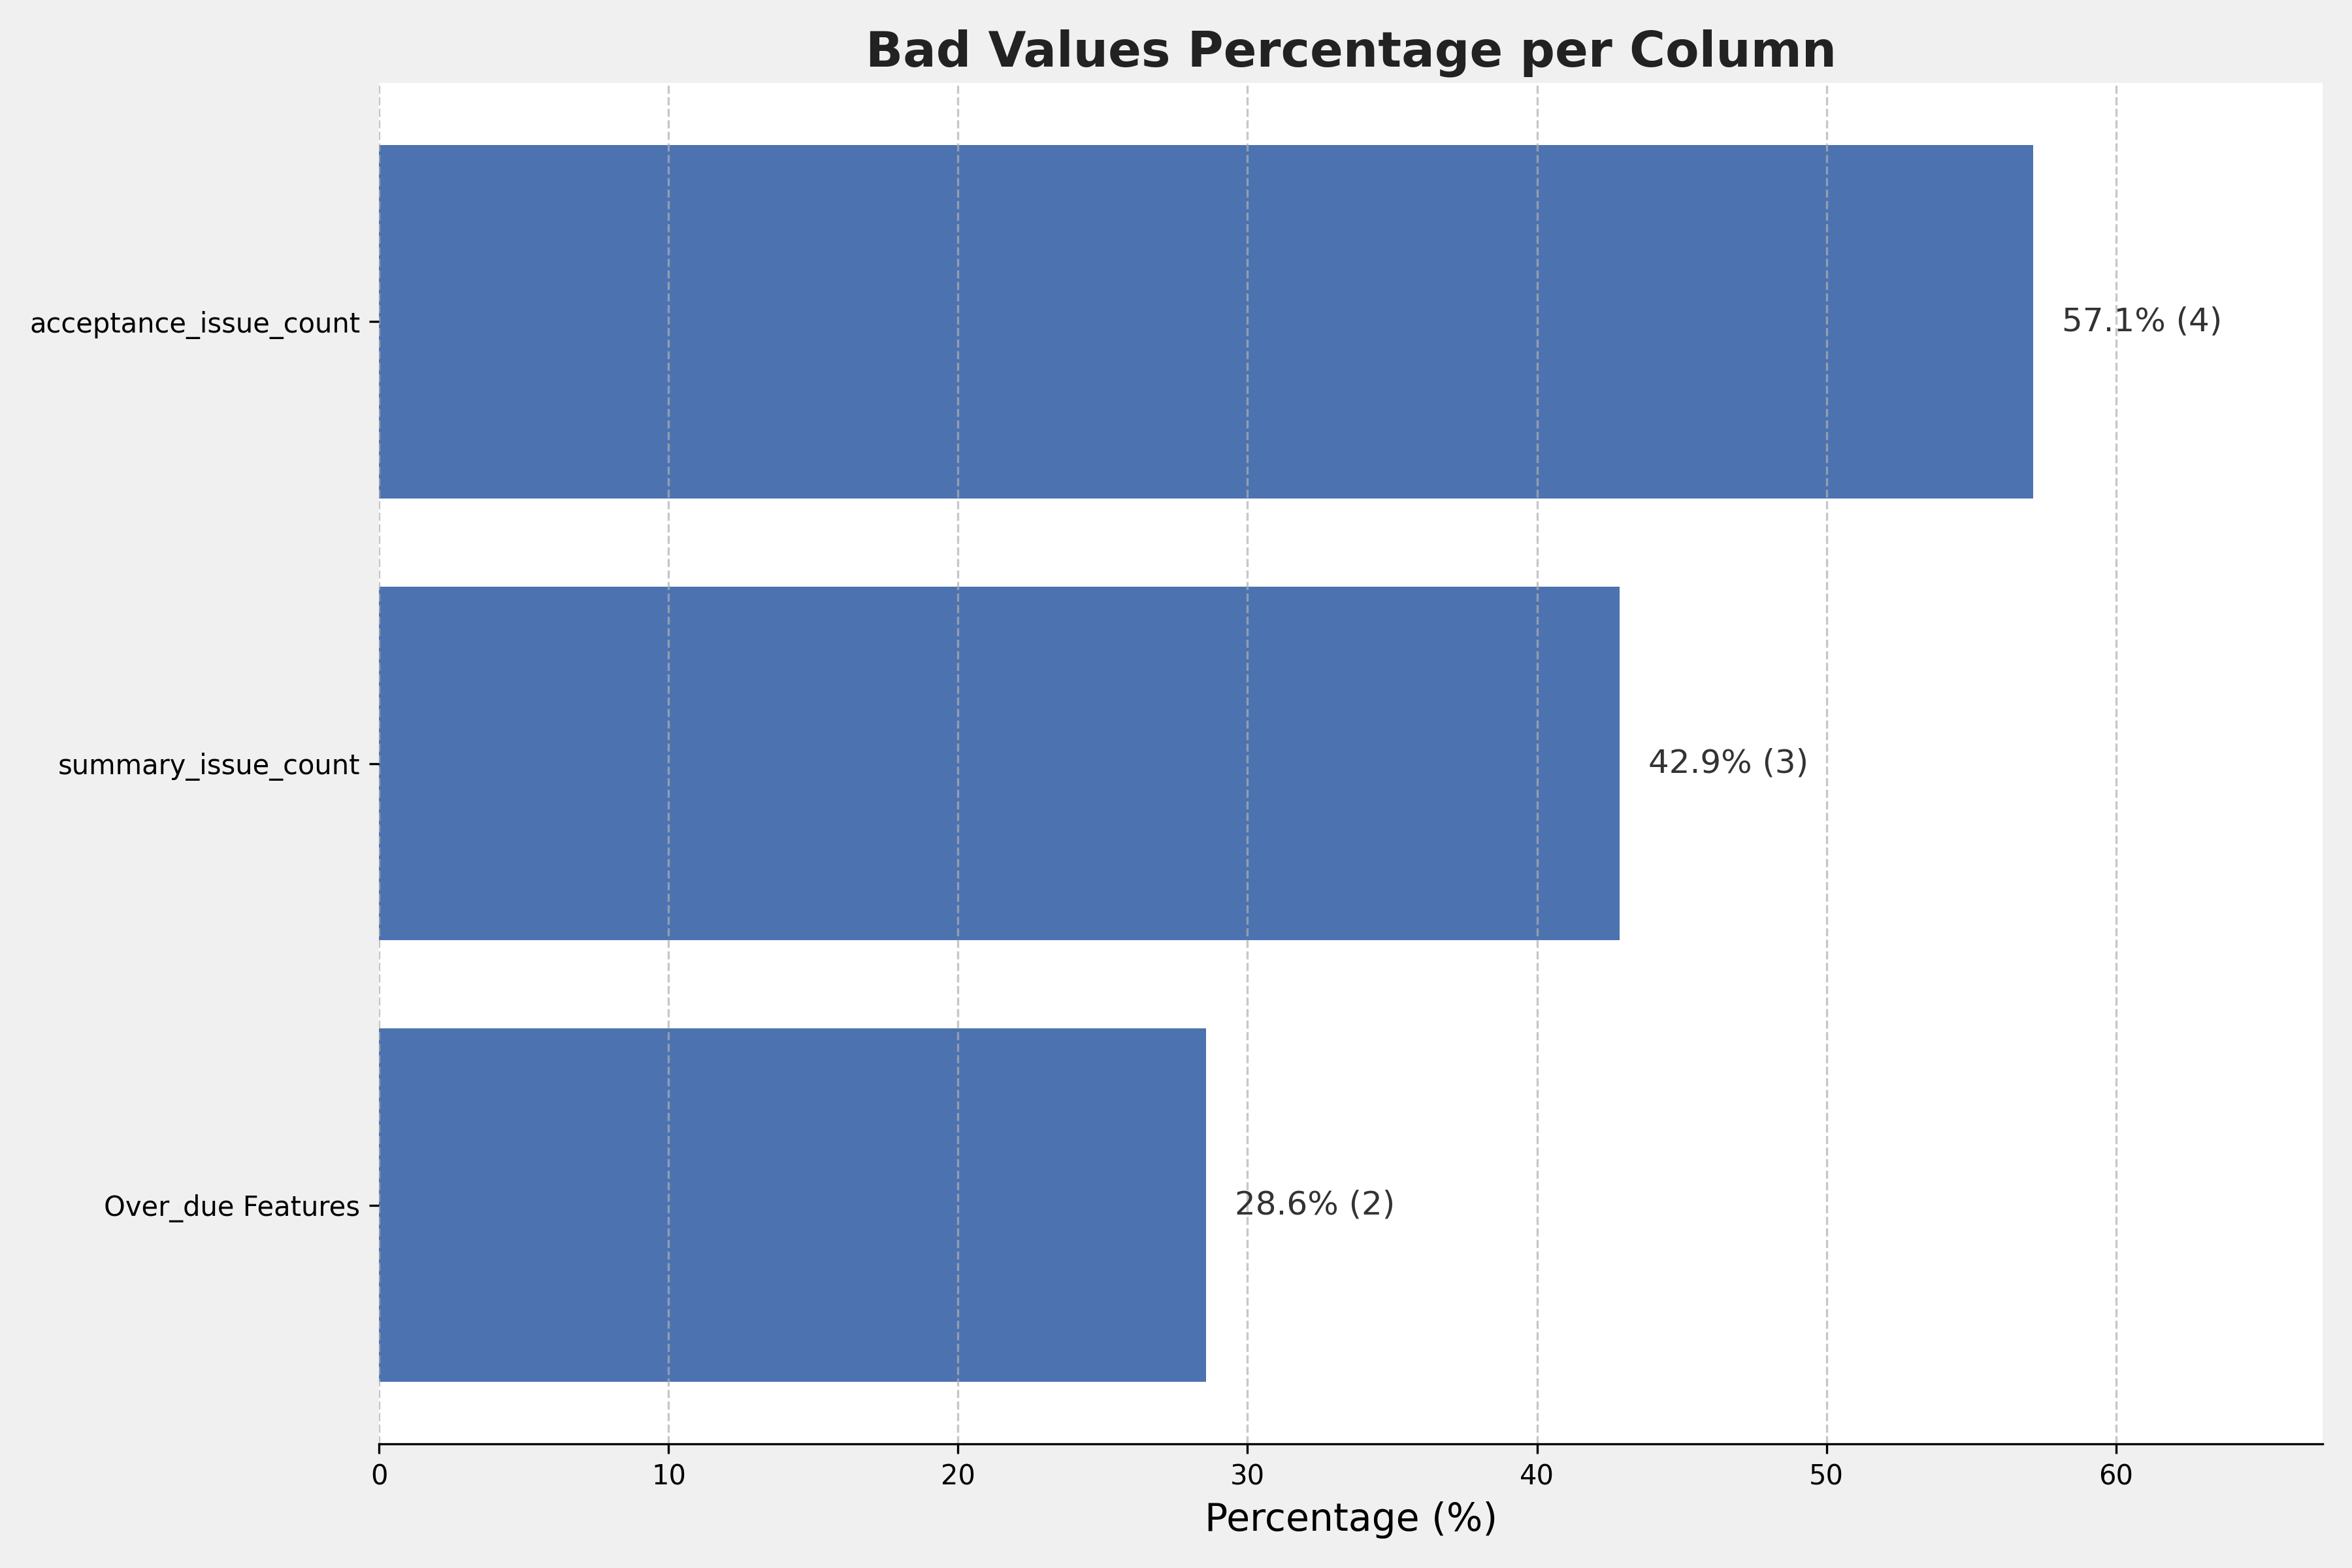 Bad Values Percentage per Column
acceptance_issue_count
57.1% (4)
summary_issue_count
42.9% (3)
Over_due Features
28.6% (2)
0 10 20 30 40 50 60
Percentage (%)